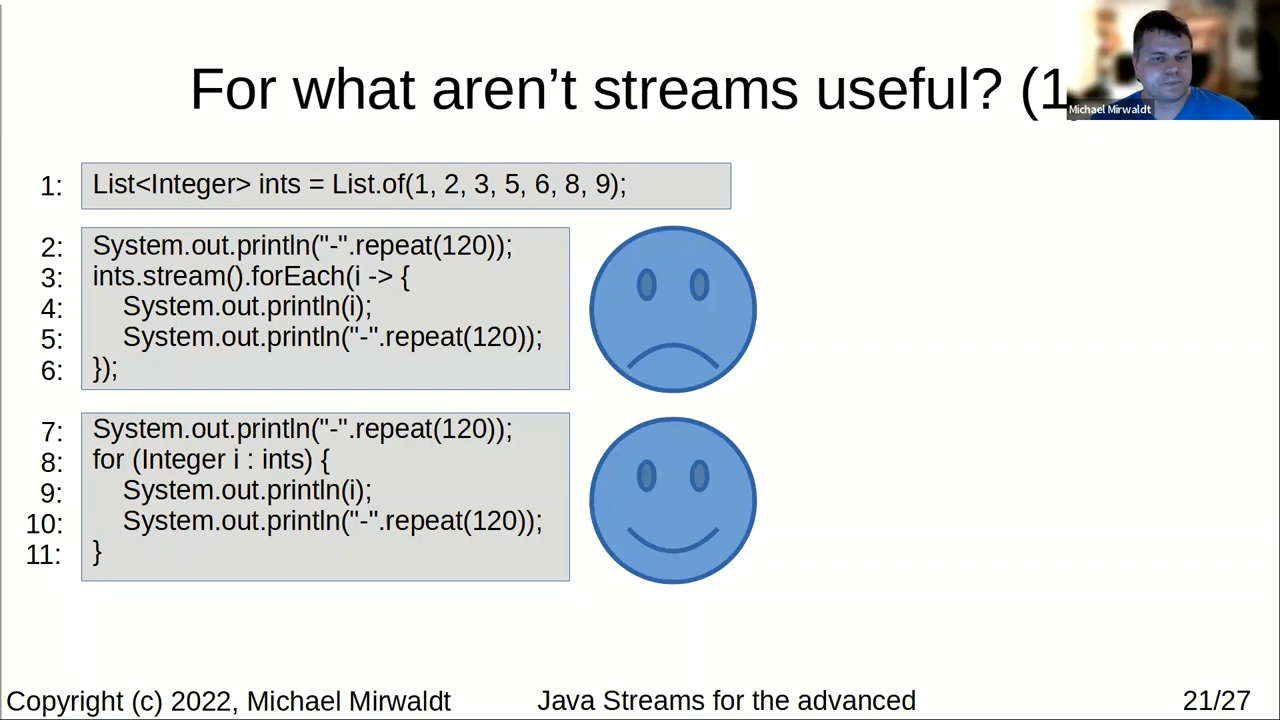 For what aren't streams useful? (1
Michael Mirwaldt
1: List<Integer> ints = List.of(1, 2, 3, 5, 6, 8, 9);
2: System.out.println("-".repeat(120));
3: ints.stream().forEach(i -> {
4: System.out.println(i);
5: System.out.println("-".repeat(120));
6: });
7: System.out.println("-".repeat(120));
8: for (Integer i : ints) {
9: System.out.println(i);
10: System.out.println("-".repeat(120));
11: }
Copyright (c) 2022, Michael Mirwaldt Java Streams for the advanced 21/27